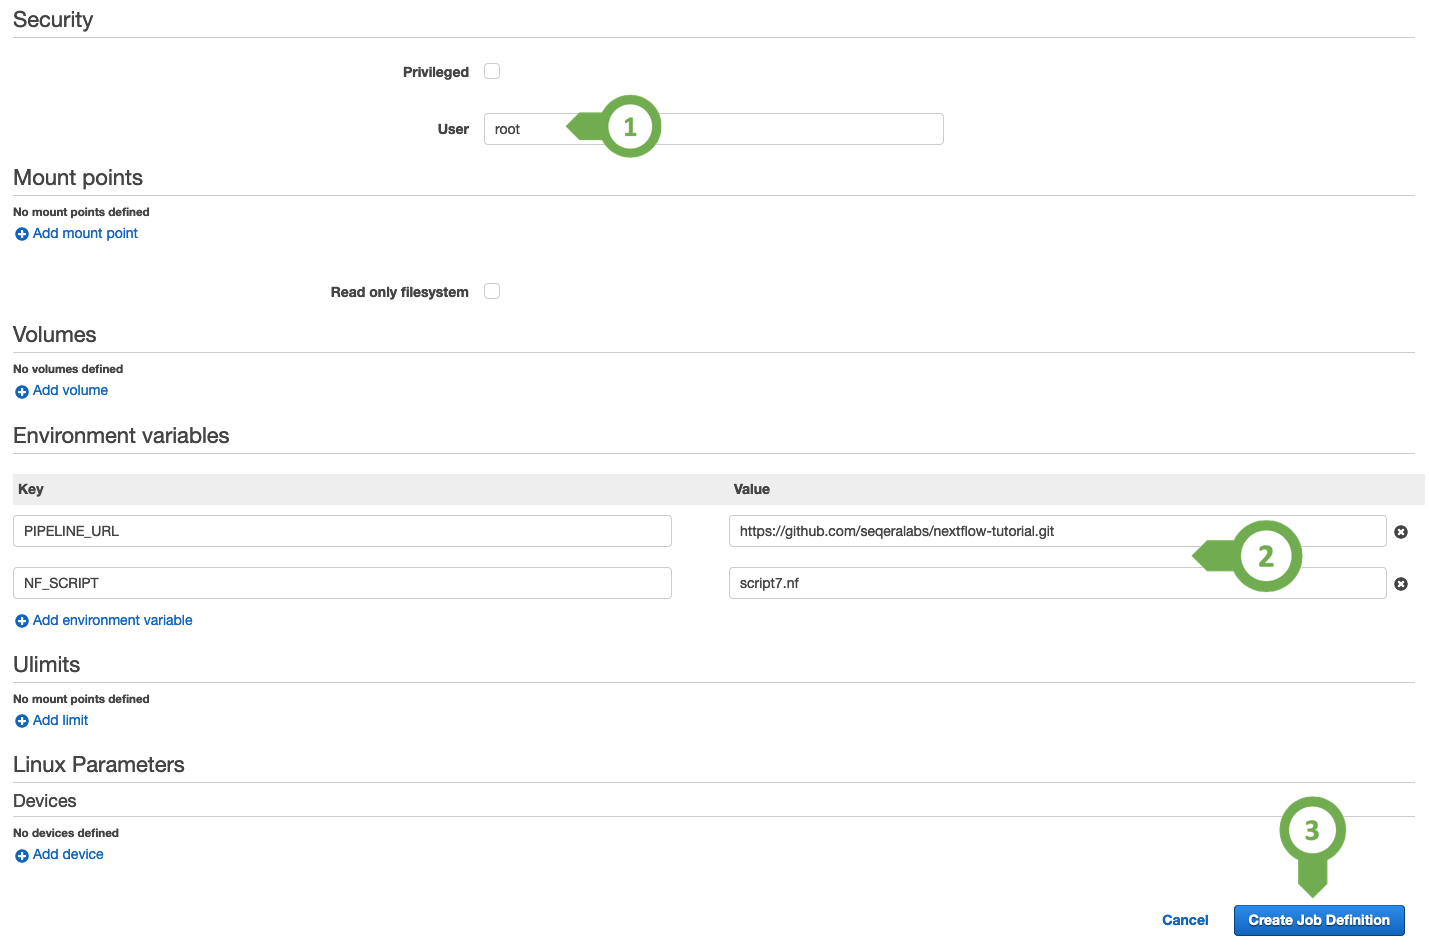 Security
Privileged
User root 1
Mount points
No mount points defined
Add mount point
Read only filesystem
Volumes
No volumes defined
Add volume
Environment variables
Key Value
PIPELINE_URL https://github.com/seqeralabs/nextflow-tutorial.git
2
NF_SCRIPT script7.nf
Add environment variable
Ulimits
No mount points defined
Add limit
Linux Parameters
Devices
No devices defined
Add device
3
Cancel Create Job Definition